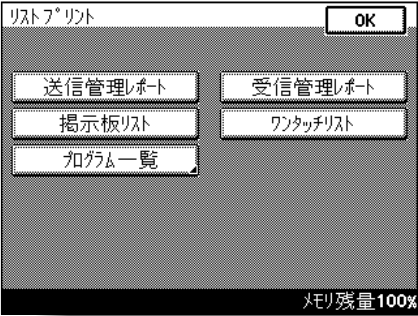 ﾘｽﾄﾌﾟﾘﾝﾄ
OK
送信管理ﾚﾎﾟｰﾄ
受信管理ﾚﾎﾟｰﾄ
掲示板ﾘｽﾄ
ﾜﾝﾀｯﾁﾘｽﾄ
ﾌﾟﾛｸﾞﾗﾑ一覧
ﾒﾓﾘ残量100%